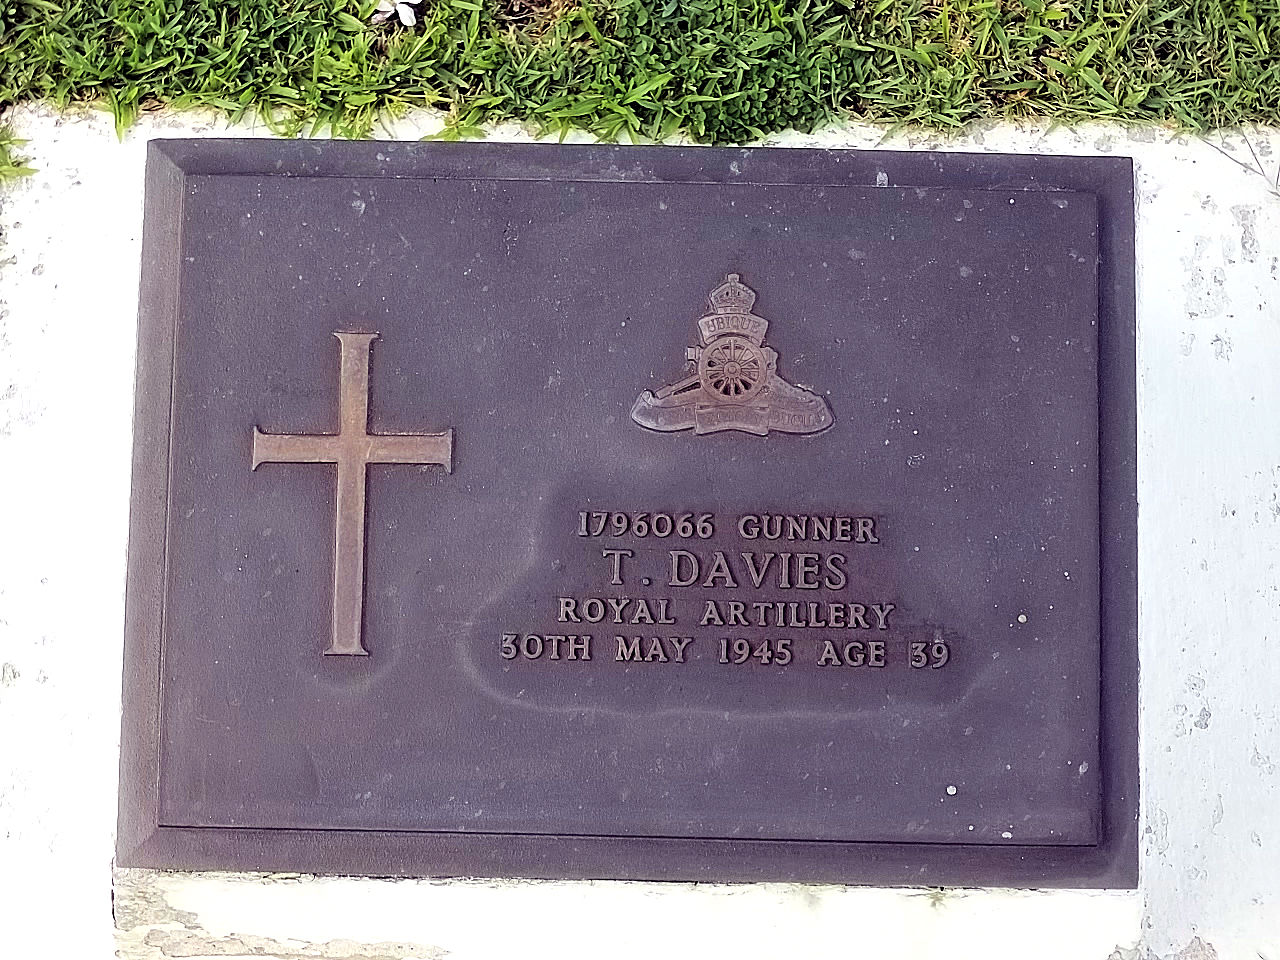 UBIQUE
1796066 GUNNER
T. DAVIES
ROYAL ARTILLERY
30TH MAY 1945 AGE 39